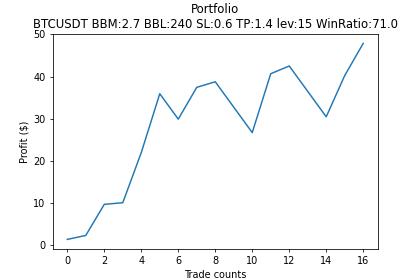 Portfolio
BTCUSDT BBM:2.7 BBL:240 SL:0.6 TP:1.4 lev:15 WinRatio:71.0
50
40
30
20
10
0
Profit ($)
0 2 4 6 8 10 12 14 16
Trade counts